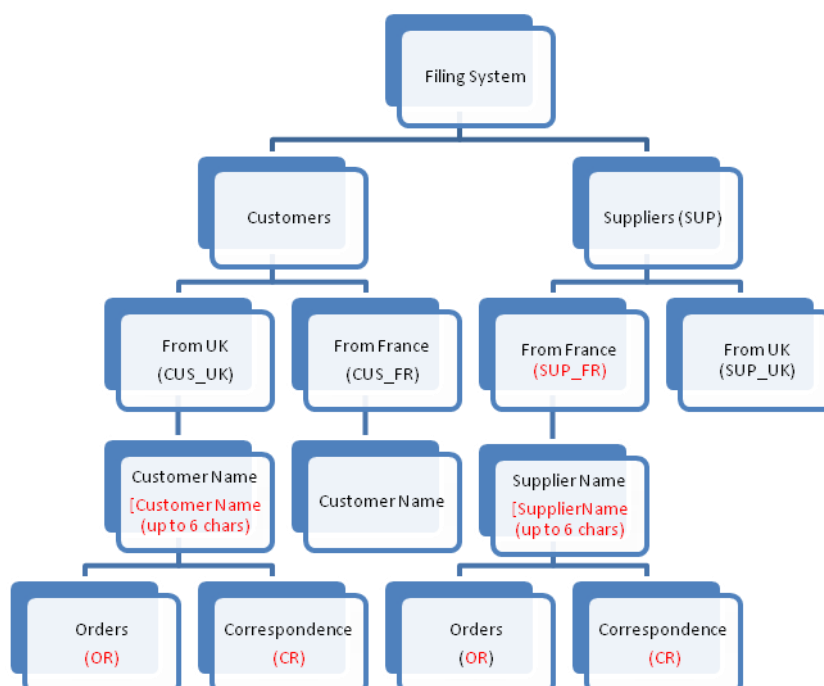 Filing System
Customers
Suppliers (SUP)
From UK
(CUS_UK)
From France
(CUS_FR)
From France
(SUP_FR)
From UK
(SUP_UK)
Customer Name
[Customer Name
(up to 6 chars)
Customer Name
Supplier Name
[SupplierName
(up to 6 chars)
Orders
(OR)
Correspondence
(CR)
Orders
(OR)
Correspondence
(CR)